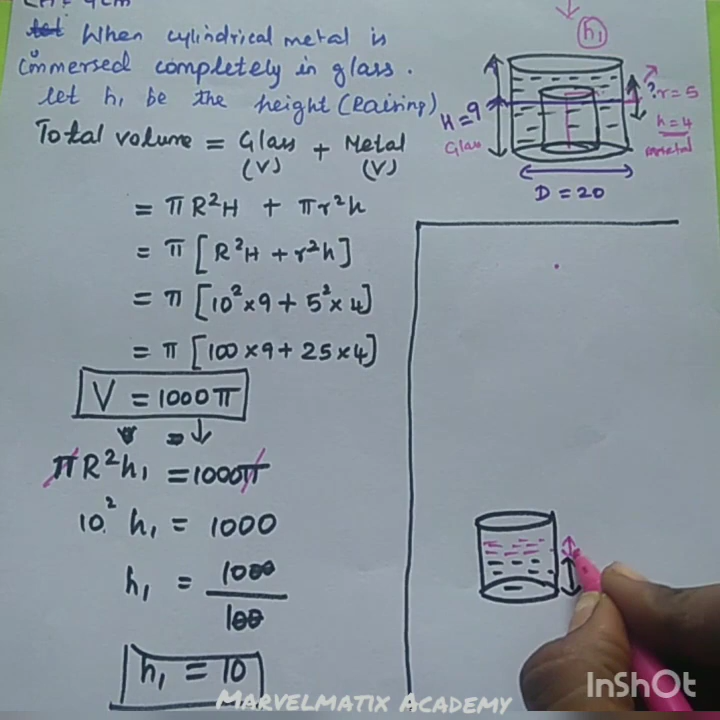 When cylindrical metal is
immersed completely in glass.
let h₁ be the height (Raising)
Total volume = Glass (V) + Metal (V)
= πR²H + πr²h
= π[R²H + r²h]
= π[10² × 9 + 5² × 4]
= π[100 × 9 + 25 × 4]
V = 1000π
πR²h₁ = 1000π
10² h₁ = 1000
h₁ = 1000/100
h₁ = 10
h₁
H = 9
Glass
? r = 5
h = 4
metal
D = 20
MARVELMATIX ACADEMY
InShOt